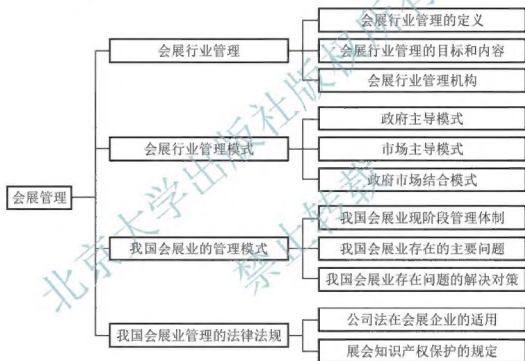 会展管理
会展行业管理
会展行业管理的定义
会展行业管理的目标和内容
会展行业管理机构
会展行业管理模式
政府主导模式
市场主导模式
政府市场结合模式
我国会展业的管理模式
我国会展业现阶段管理体制
我国会展业存在的主要问题
我国会展业存在问题的解决对策
我国会展业管理的法律法规
公司法在会展企业的适用
展会知识产权保护的规定
北京大学出版社版权所有
禁止转载